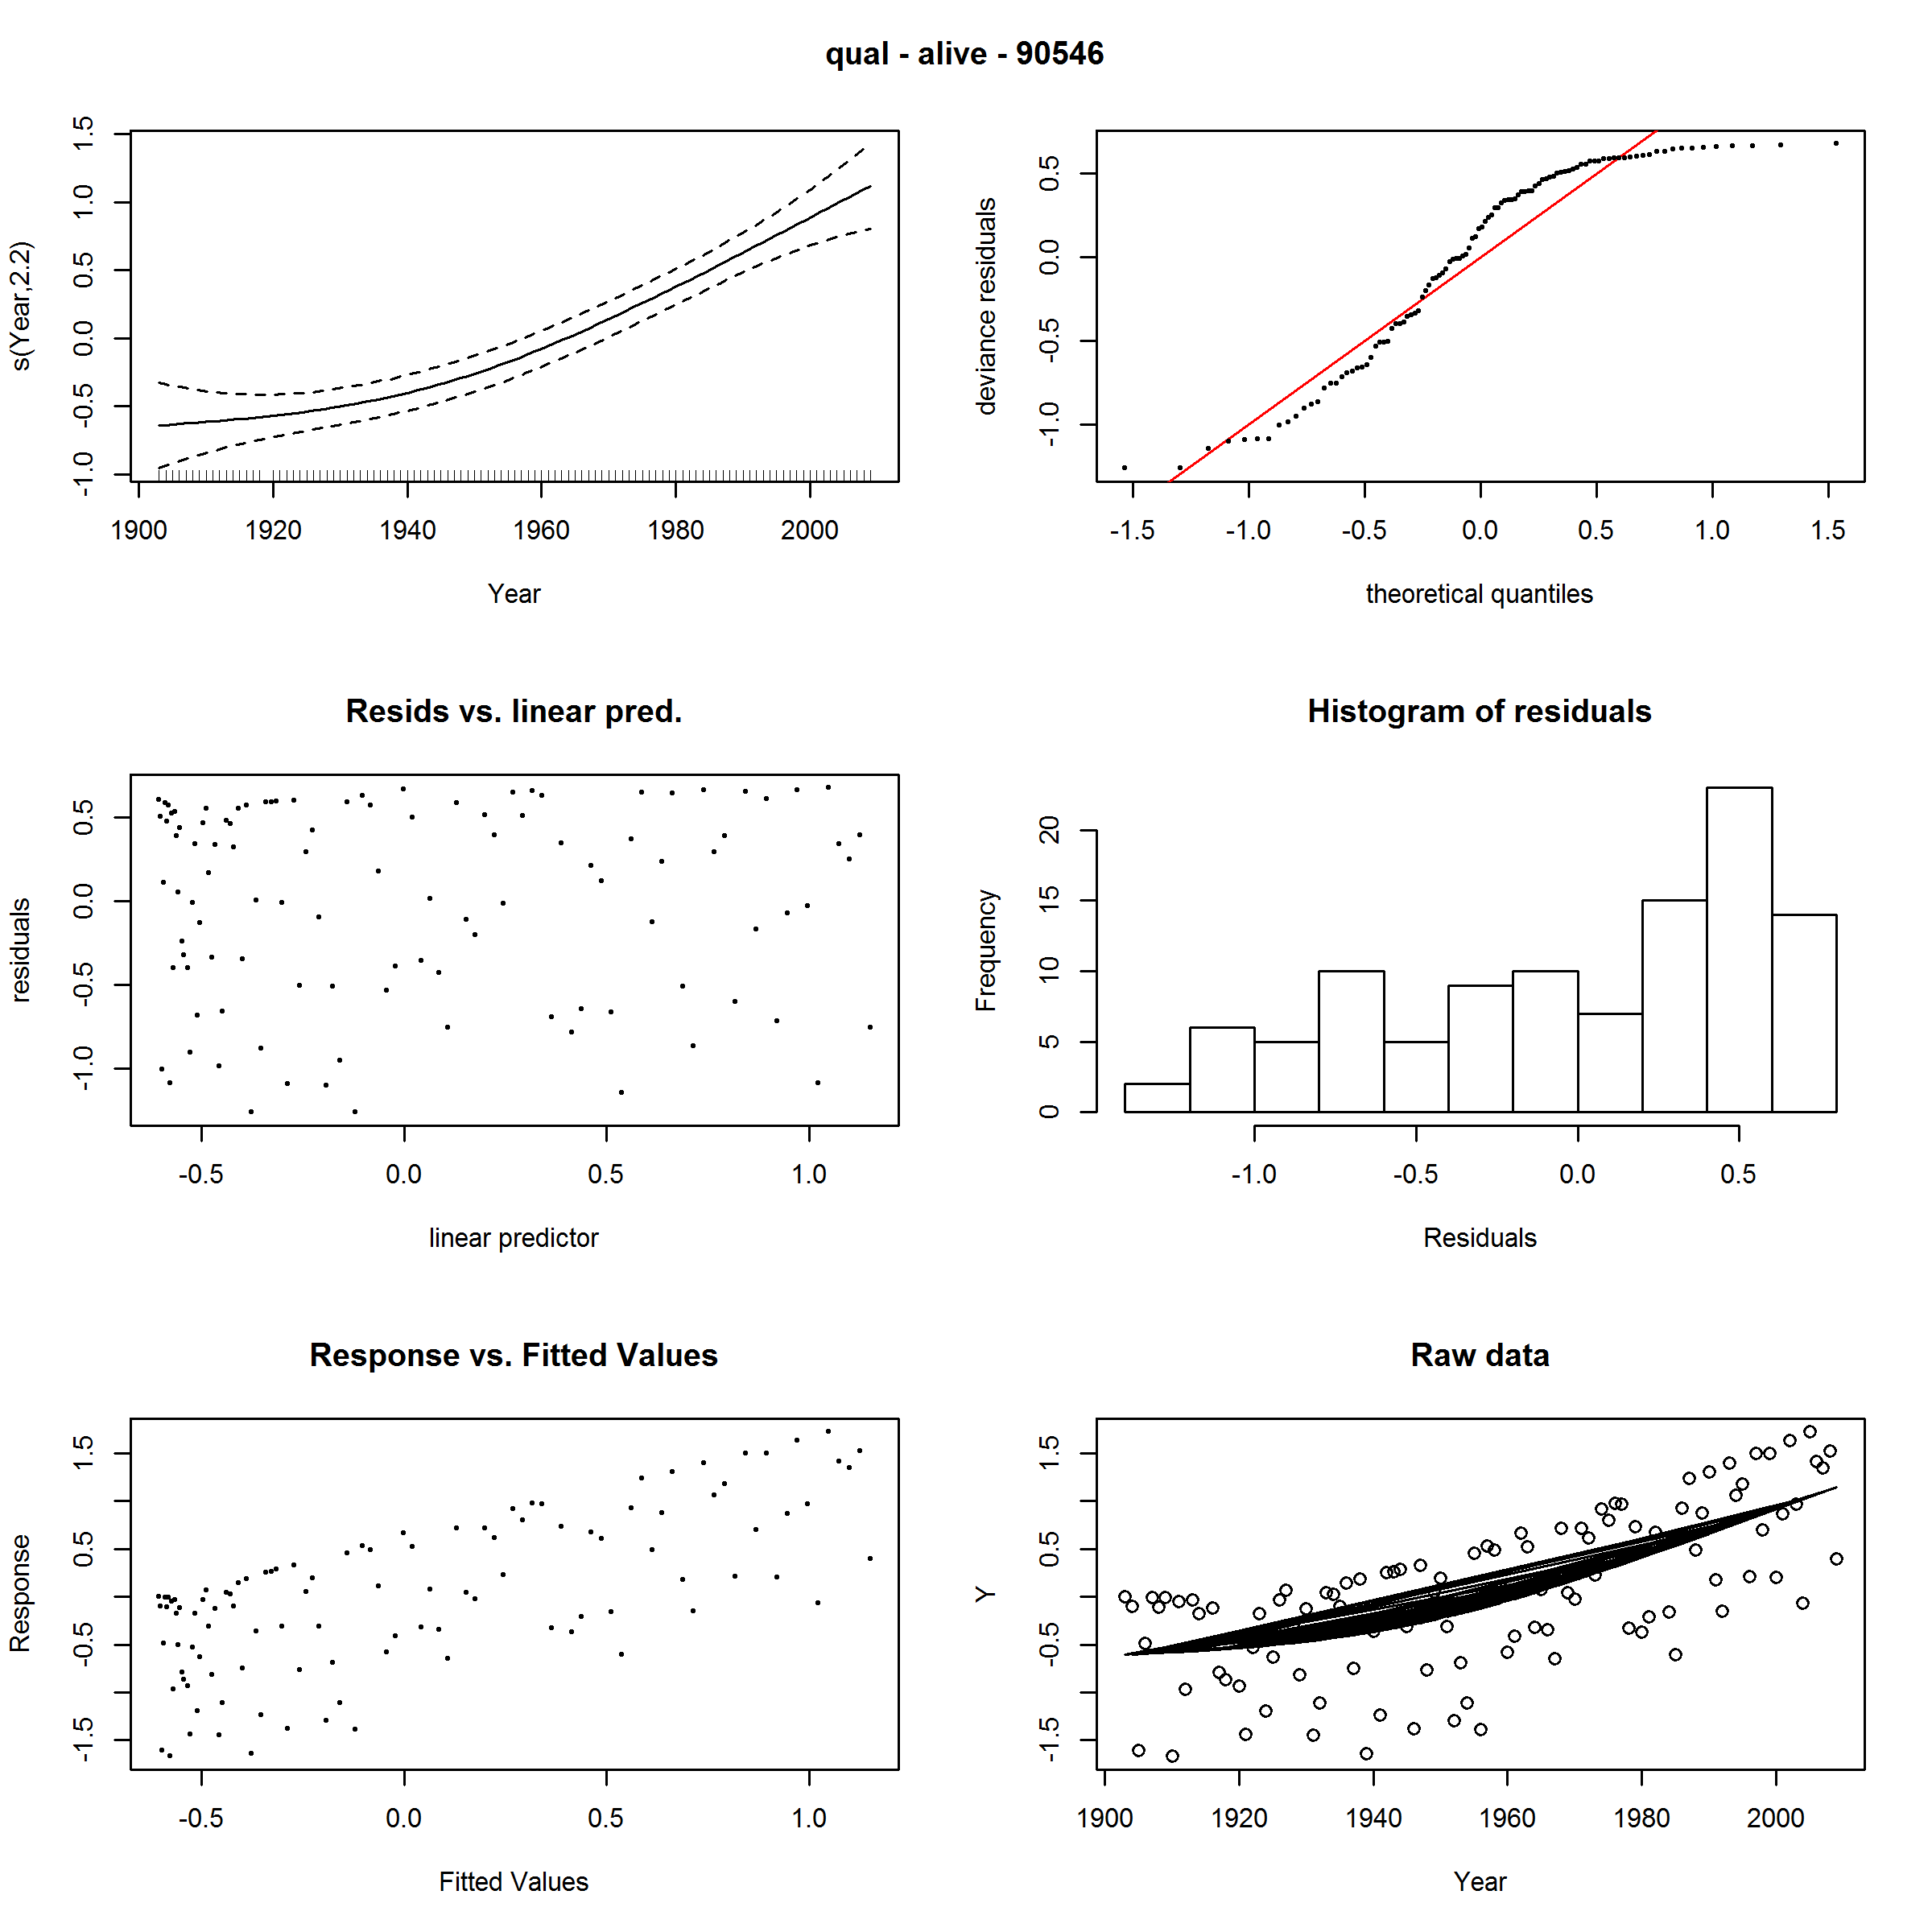 qual - alive - 90546
s(Year,2.2)
-1.0 -0.5 0.0 0.5 1.0 1.5
1900 1920 1940 1960 1980 2000
Year
deviance residuals
-1.0 -0.5 0.0 0.5
-1.5 -1.0 -0.5 0.0 0.5 1.0 1.5
theoretical quantiles
Resids vs. linear pred.
residuals
-1.0 -0.5 0.0 0.5
-0.5 0.0 0.5 1.0
linear predictor
Histogram of residuals
Frequency
0 5 10 15 20
-1.0 -0.5 0.0 0.5
Residuals
Response vs. Fitted Values
Response
-1.5 -0.5 0.5 1.5
-0.5 0.0 0.5 1.0
Fitted Values
Raw data
Y
-1.5 -0.5 0.5 1.5
1900 1920 1940 1960 1980 2000
Year